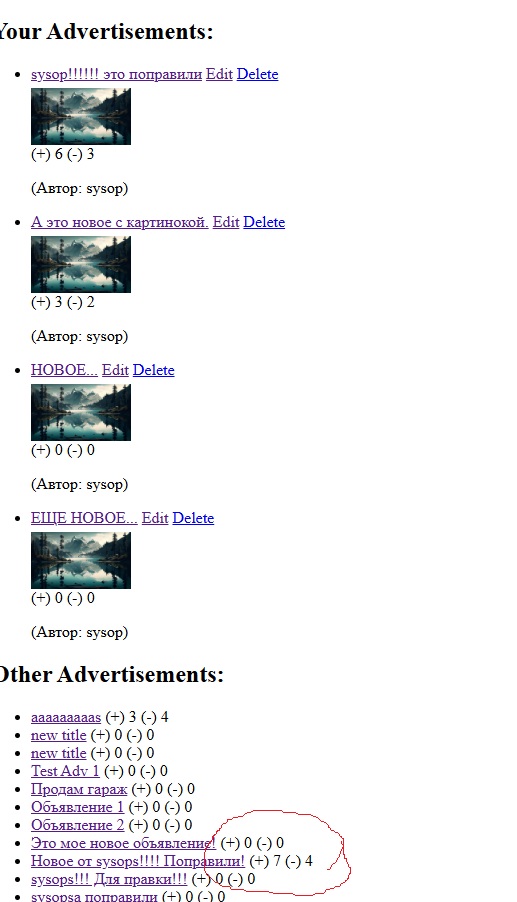 Your Advertisements:
sysop!!!!!! это поправили Edit Delete
(+) 6 (-) 3
(Автор: sysop)
А это новое с картинокой. Edit Delete
(+) 3 (-) 2
(Автор: sysop)
НОВОЕ... Edit Delete
(+) 0 (-) 0
(Автор: sysop)
ЕЩЕ НОВОЕ... Edit Delete
(+) 0 (-) 0
(Автор: sysop)
Other Advertisements:
aaaaaaaaas (+) 3 (-) 4
new title (+) 0 (-) 0
new title (+) 0 (-) 0
Test Adv 1 (+) 0 (-) 0
Продам гараж (+) 0 (-) 0
Объявление 1 (+) 0 (-) 0
Объявление 2 (+) 0 (-) 0
Это мое новое объявление! (+) 0 (-) 0
Новое от sysops!!!! Поправили! (+) 7 (-) 4
sysops!!! Для правки!!! (+) 0 (-) 0
sysopsa поправили (+) 0 (-) 0